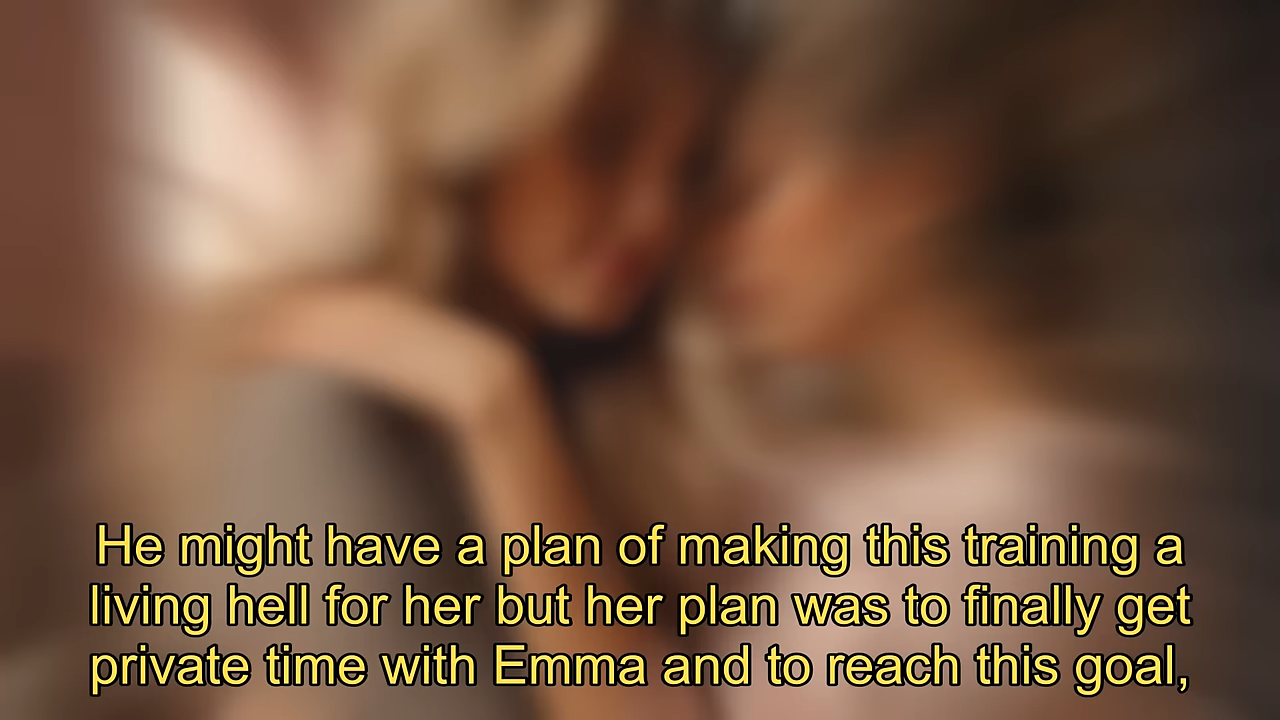 He might have a plan of making this training a
living hell for her but her plan was to finally get
private time with Emma and to reach this goal,